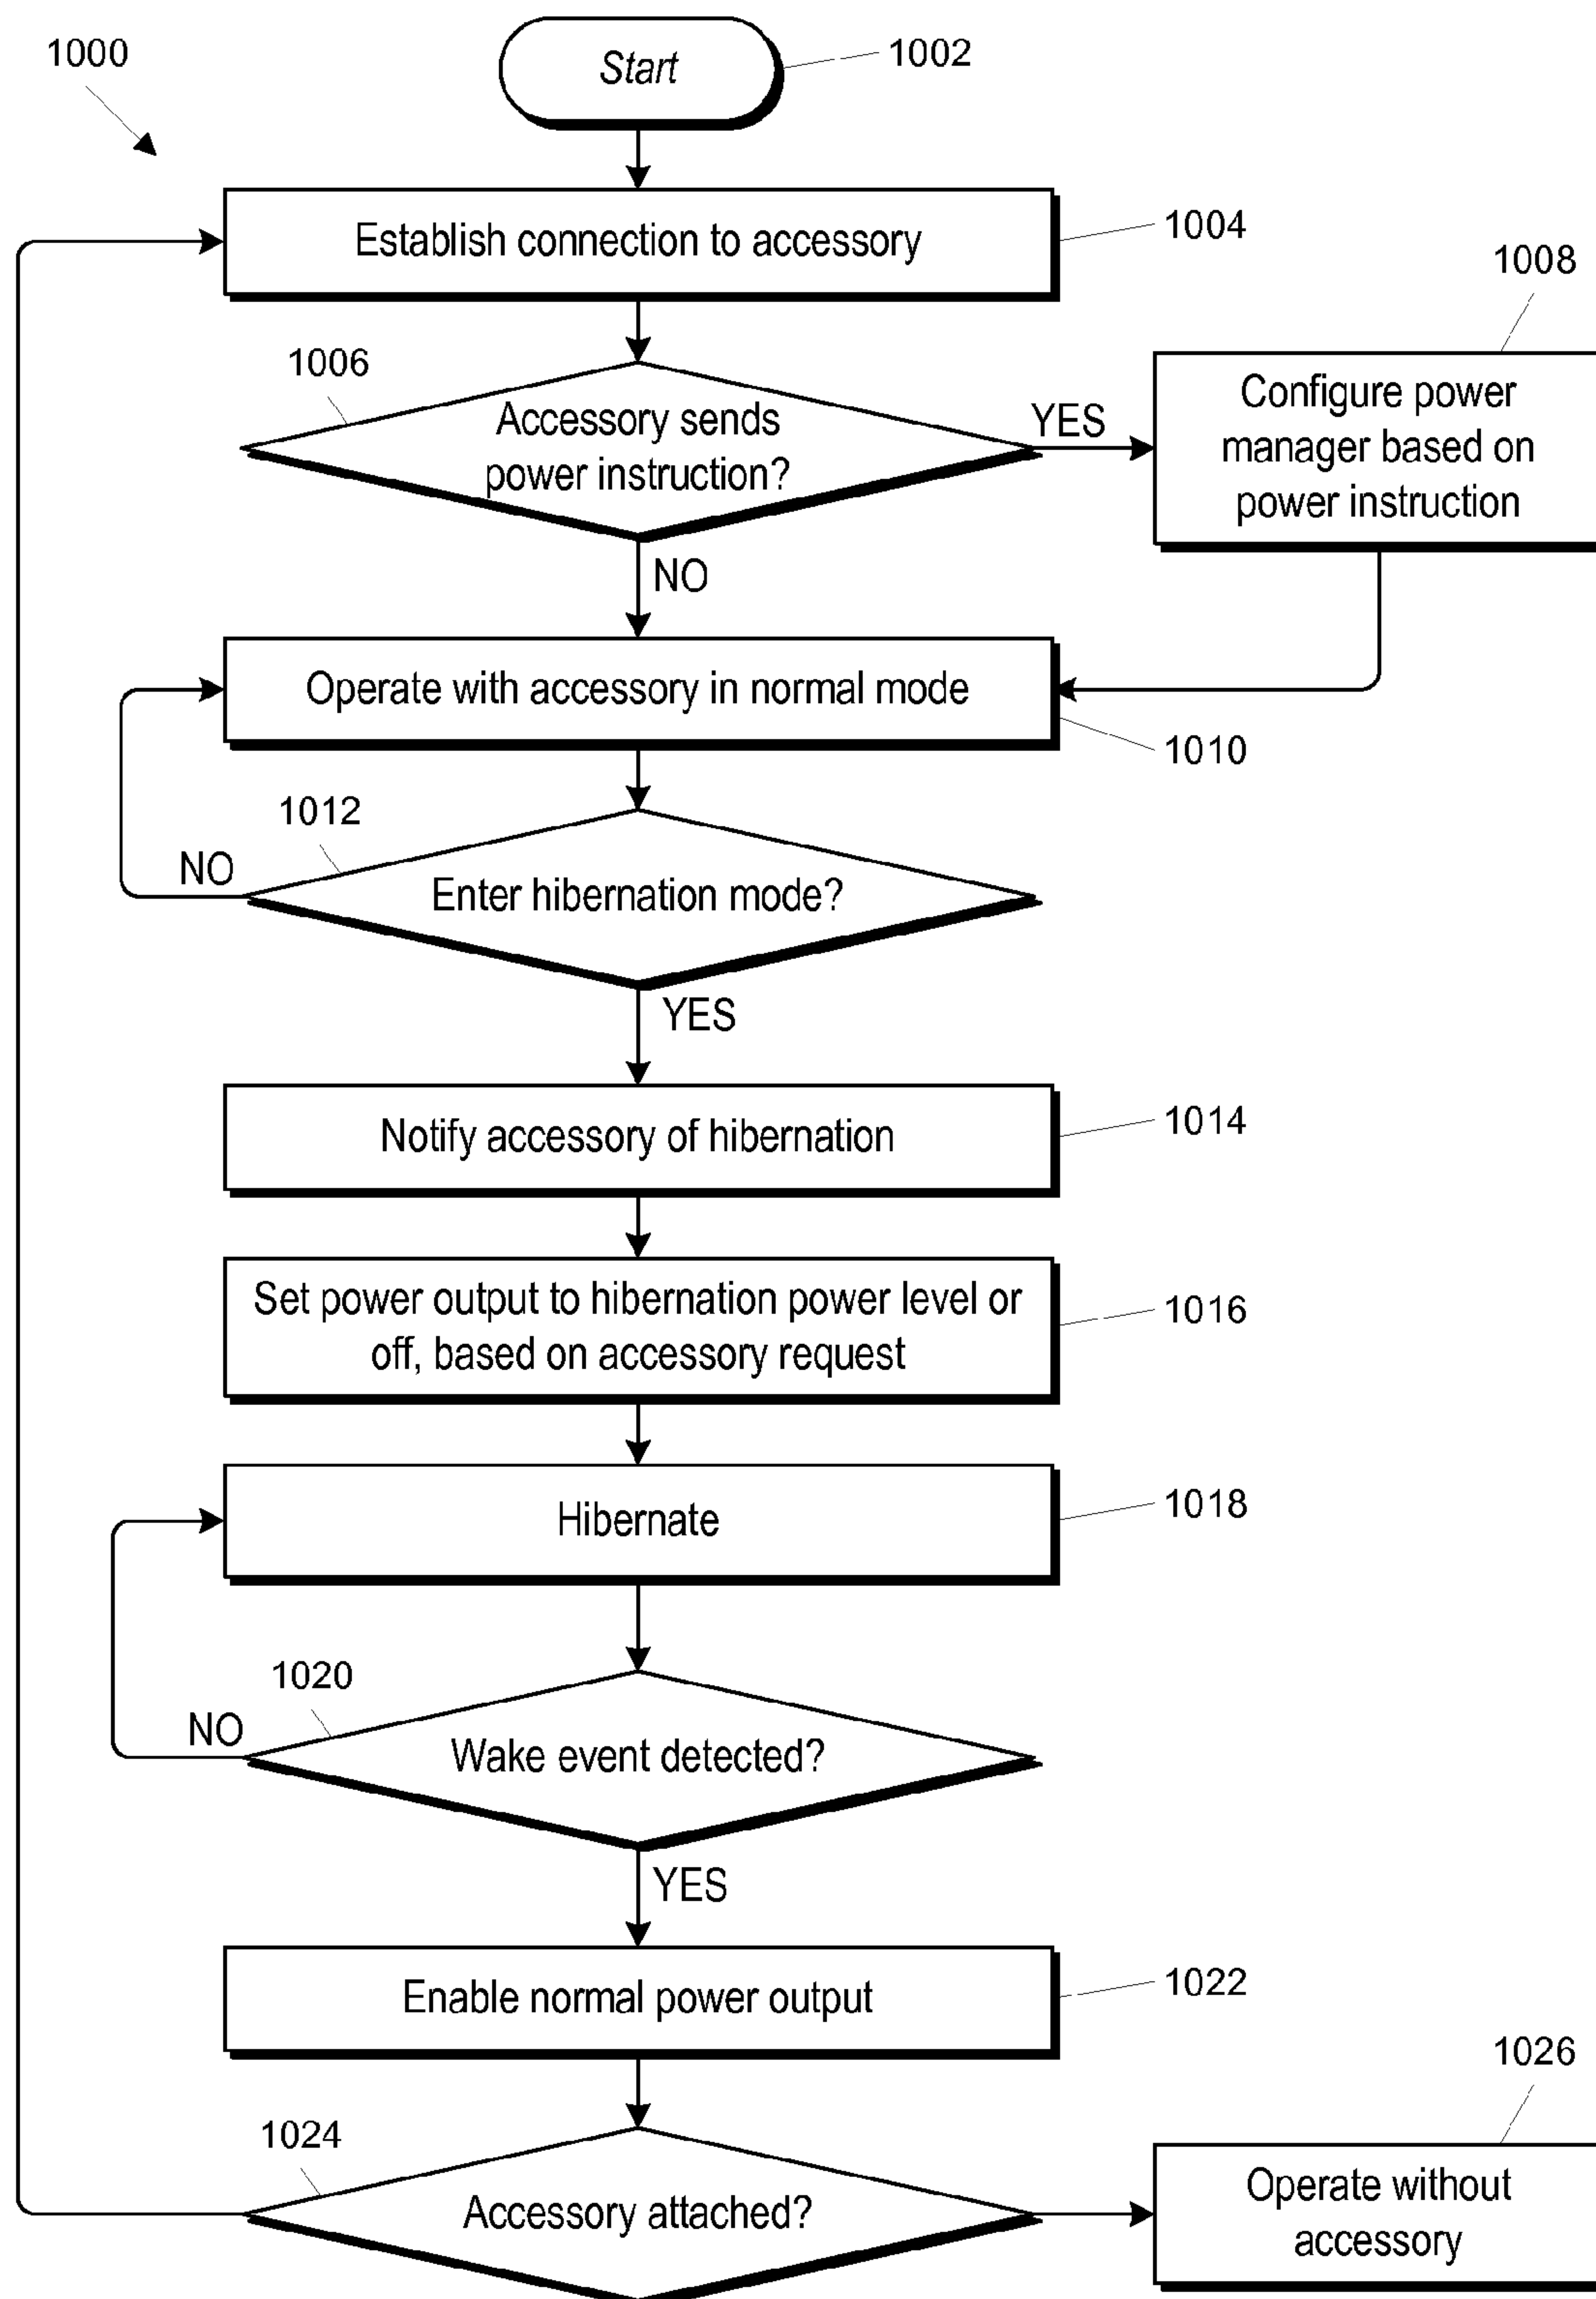 1000
Start
1002
Establish connection to accessory
1004
1006
Accessory sends
power instruction?
YES
1008
Configure power
manager based on
power instruction
NO
Operate with accessory in normal mode
1010
1012
NO
Enter hibernation mode?
YES
Notify accessory of hibernation
1014
Set power output to hibernation power level or
off, based on accessory request
1016
Hibernate
1018
1020
NO
Wake event detected?
YES
Enable normal power output
1022
1024
Accessory attached?
1026
Operate without
accessory